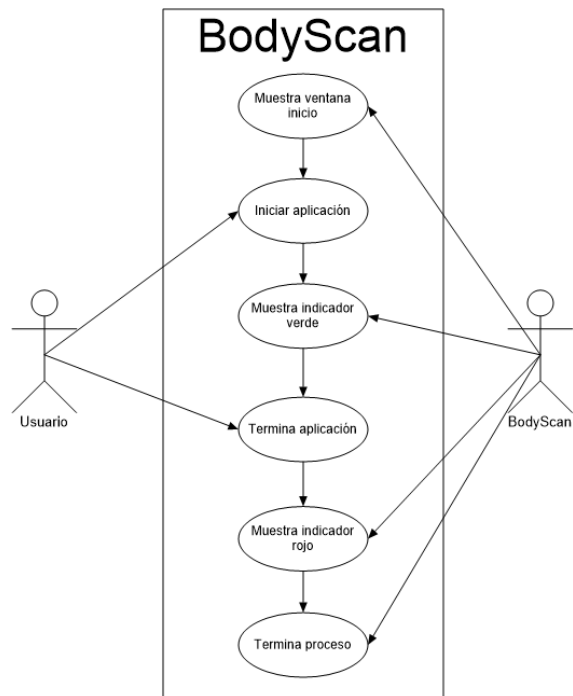 BodyScan
Muestra ventana
inicio
Iniciar aplicación
Muestra indicador
verde
Usuario
BodyScan
Termina aplicación
Muestra indicador
rojo
Termina proceso